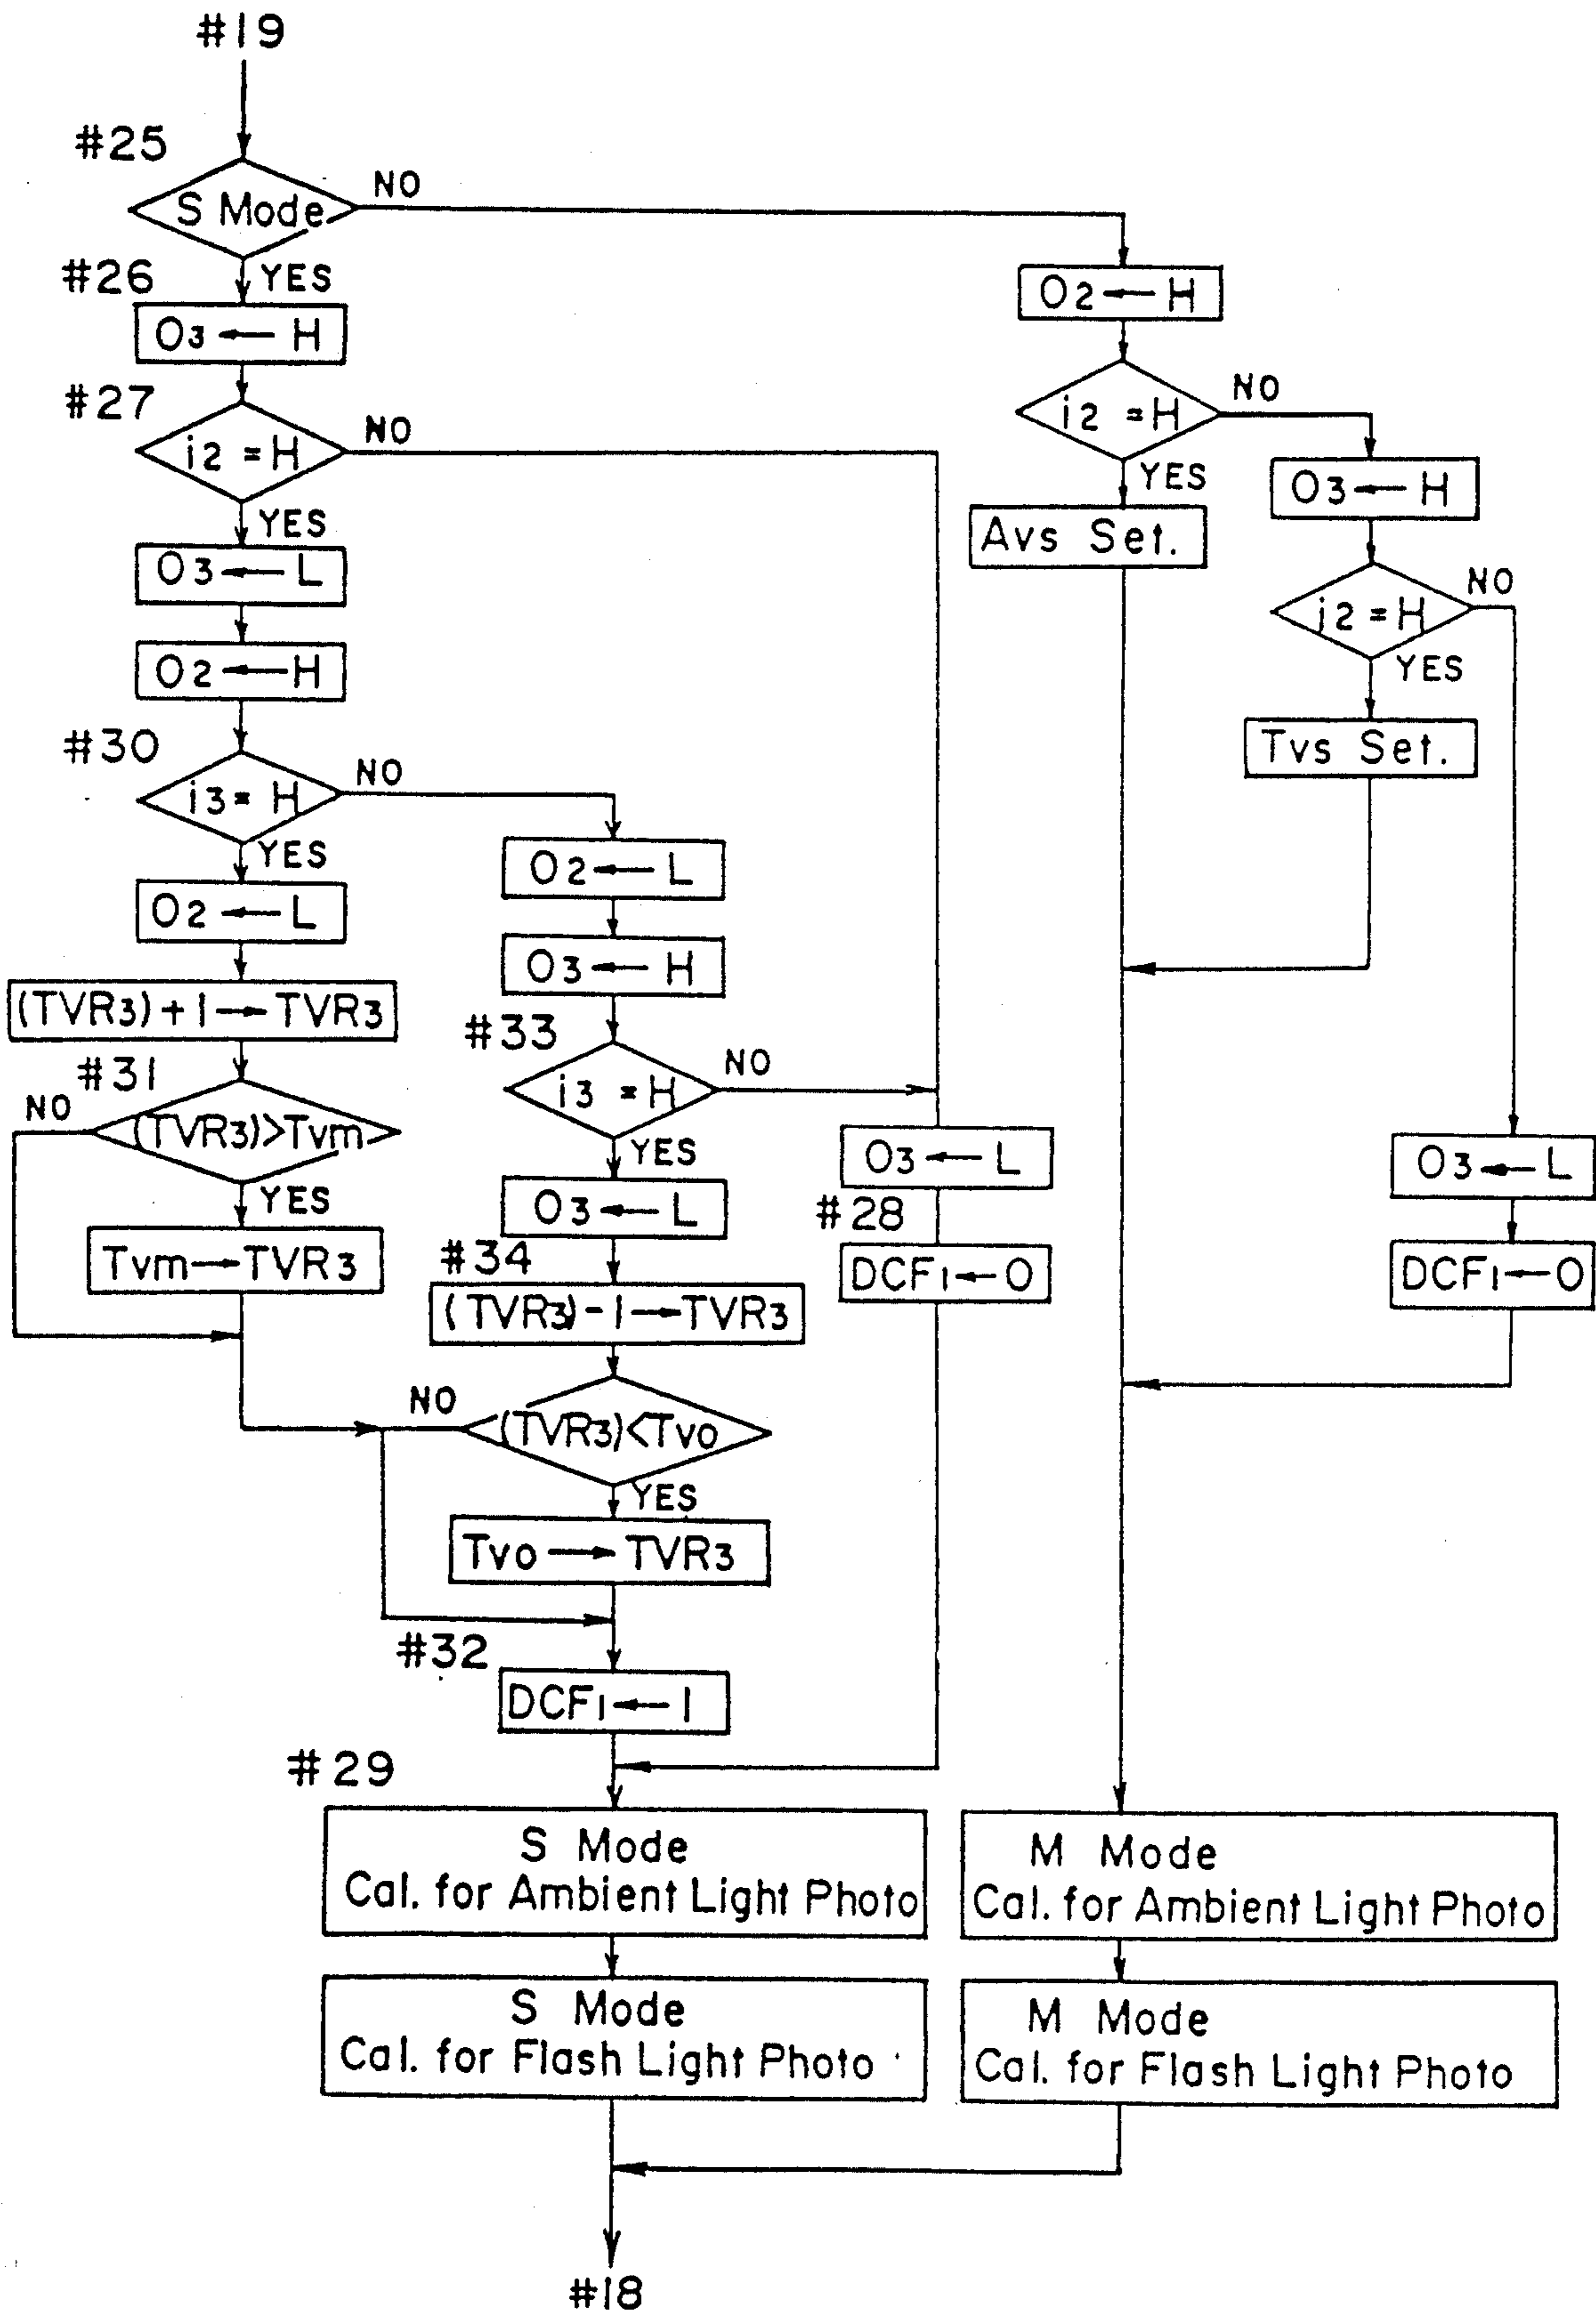 #19
#25
S Mode
NO
YES
#26
O3 ← H
#27
i2 = H
NO
YES
O3 ← L
O2 ← H
#30
i3 = H
NO
YES
O2 ← L
(TVR3) + 1 → TVR3
#31
(TVR3) > Tvm
NO
YES
Tvm → TVR3
O2 ← L
O3 ← H
#33
i3 = H
NO
YES
O3 ← L
#34
(TVR3) - 1 → TVR3
(TVR3) < Tvo
NO
YES
Tvo → TVR3
#32
DCF1 ← 1
O3 ← L
#28
DCF1 ← 0
#29
S Mode
Cal. for Ambient Light Photo
S Mode
Cal. for Flash Light Photo
O2 ← H
i2 = H
NO
YES
Avs Set.
O3 ← H
i2 = H
NO
YES
Tvs Set.
O3 ← L
DCF1 ← 0
M Mode
Cal. for Ambient Light Photo
M Mode
Cal. for Flash Light Photo
#18